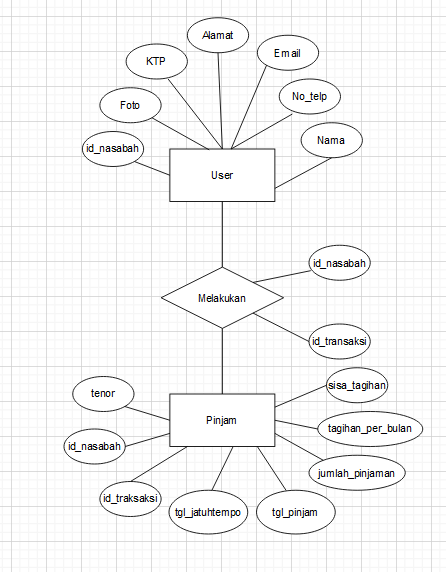 Alamat
Email
KTP
No_telp
Foto
Nama
id_nasabah
User
id_nasabah
Melakukan
id_transaksi
sisa_tagihan
tenor
Pinjam
tagihan_per_bulan
id_nasabah
jumlah_pinjaman
id_traksaksi
tgl_jatuhtempo
tgl_pinjam